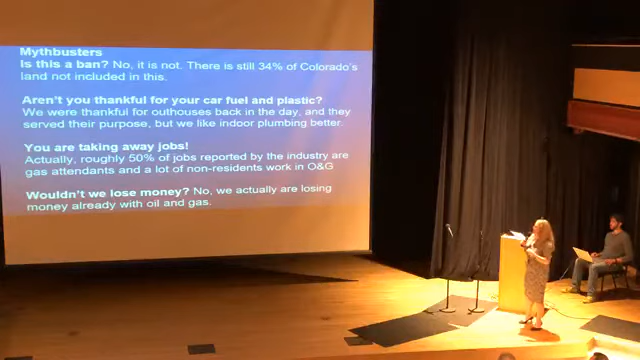 Mythbusters
Is this a ban? No, it is not. There is still 34% of Colorado's
land not included in this.
Aren't you thankful for your car fuel and plastic?
We were thankful for outhouses back in the day, and they
served their purpose, but we like indoor plumbing better.
You are taking away jobs!
Actually, roughly 50% of jobs reported by the industry are
gas attendants and a lot of non-residents work in O&G
Wouldn't we lose money? No, we actually are losing
money already with oil and gas.